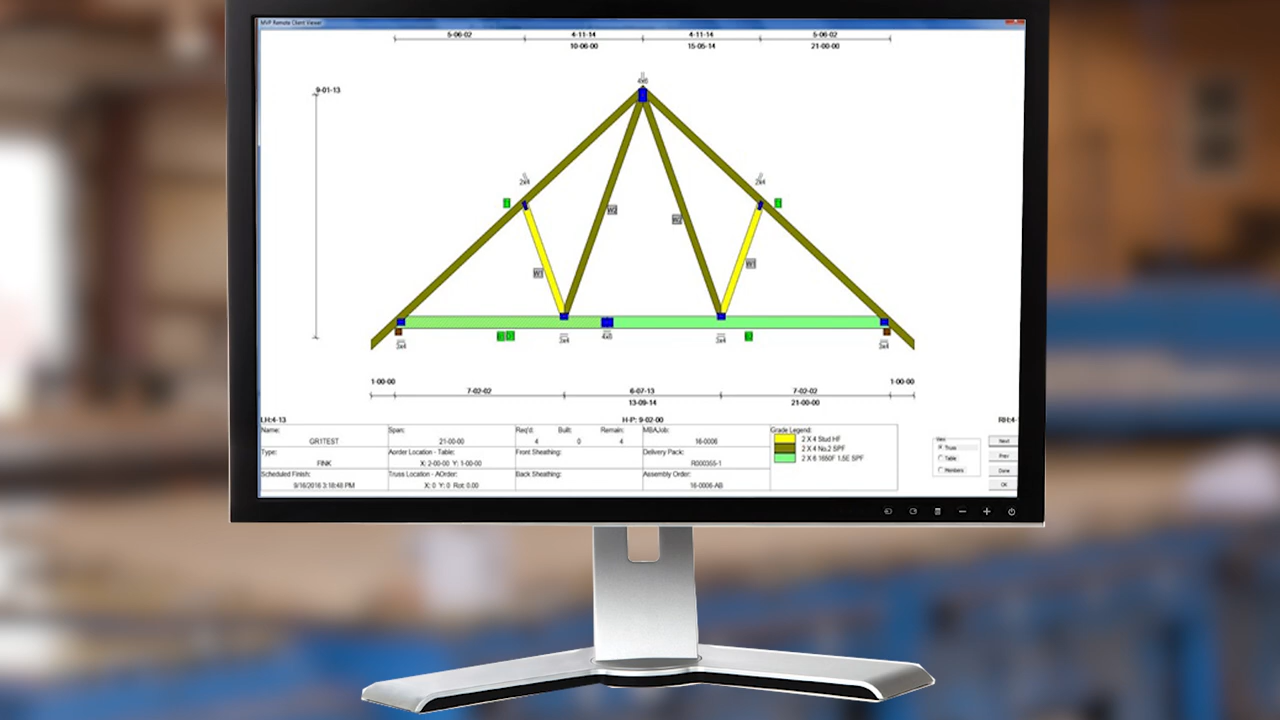 MVP Remote Client Viewer
5-06-02 4-11-14 4-11-14 5-06-02
10-06-00 15-05-14 21-00-00
4x6
9-01-13
2x4 2x4
W2 W2
W1 W1
3x4 3x4 4x6 3x4 3x4
1-00-00 1-00-00
7-02-02 6-07-13 7-02-02
13-09-14 21-00-00
LH:4-13 H-P: 9-02-00 RH:4-
Name: Span: Req'd: Built: Remain: MBAJob: Grade Legend:
GR1TEST 21-00-00 4 0 4 16-0006 2 X 4 Stud HF
Type: Aorder Location - Table: Front Sheathing: Delivery Pack: 2 X 4 No.2 SPF
FINK X: 2-00-00 Y: 1-00-00 R000355-1 2 X 6 1650F 1.5E SPF
Scheduled Finish: Truss Location - AOrder: Back Sheathing: Assembly Order:
9/16/2016 3:18:48 PM X: 0 Y: 0 Rot: 0.00 16-0006-AB
View
Truss
Table
Members
Next
Prev
Done
OK